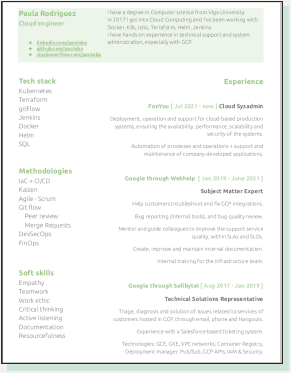 Paula Rodríguez
Cloud engineer
linkedin.com/paularke
github.com/paularke
stackoverflow.com/paularke
I have a degree in Computer science from Vigo University.
In 2017 I got into Cloud Computing and I've been working with
Docker, K8s, Istio, Terraform, Helm, Jenkins.
I have hands on experience in technical support and system
administration, especially with GCP.
Tech stack
Kubernetes
Terraform
gitFlow
Jenkins
Docker
Helm
SQL
Methodologies
IaC + CI/CD
Kaizen
Agile - Scrum
Git flow
Peer review
Merge Requests
DevSecOps
FinOps
Soft skills
Empathy
Teamwork
Work ethic
Critical thinking
Active listening
Documentation
Resourcefulness
Experience
ForYou [ Jul 2021 - now ] Cloud Sysadmin
Deployment, operation and support for cloud based production
systems, ensuring the availability, performance, scalability and
security of the systems.
Automation of processes and operations + support and
maintenance of company-developed applications.
Google through Webhelp [ Jan 2019 - June 2021 ]
Subject Matter Expert
Help customers troubleshoot and fix GCP integrations.
Bug reporting (internal tools), and bug quality review.
Mentor and guide colleagues to improve the support service
quality, within SLAs and SLOs.
Create, improve and maintain internal documentation.
Internal training for the infrastructure team.
Google through Sellbytel [ Aug 2017 - Jan 2019 ]
Technical Solutions Representative
Triage, diagnosis and solution of issues related to services of
customers hosted in GCP, through email, phone and Hangouts.
Experience with a Salesforce-based ticketing system.
Technologies: GCE, GKE, VPC networks, Container Registry,
Deployment manager, Pub/Sub, GCP APIs, IAM & Security.